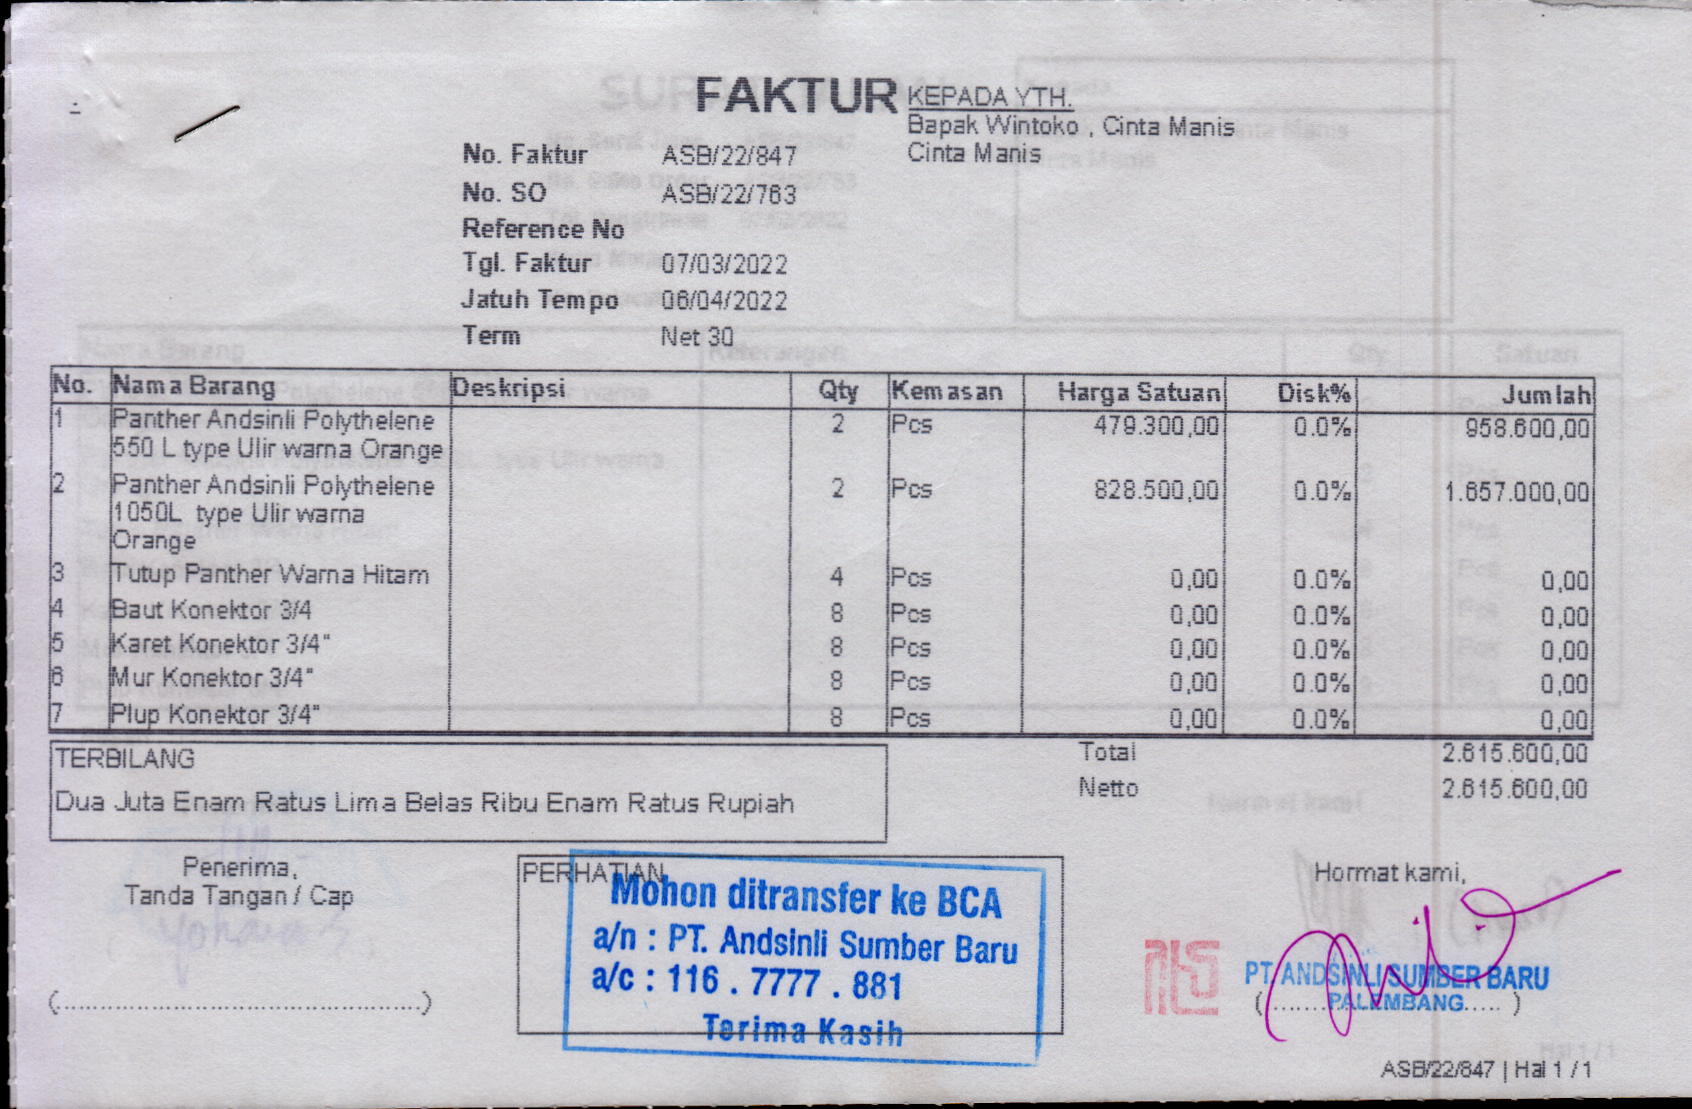 FAKTUR
KEPADA YTH.
Bapak Wintoko , Cinta Manis
Cinta Manis
No. Faktur ASB/22/847
No. SO ASB/22/763
Reference No
Tgl. Faktur 07/03/2022
Jatuh Tempo 06/04/2022
Term Net 30
No. Nama Barang Deskripsi Qty Kemasan Harga Satuan Disk% Jumlah
1 Panther Andsinli Polythelene 2 Pcs 479.300,00 0.0% 958.600,00
550 L type Ulir warna Orange
2 Panther Andsinli Polythelene 2 Pcs 828.500,00 0.0% 1.657.000,00
1050L type Ulir warna
Orange
3 Tutup Panther Warna Hitam 4 Pcs 0,00 0.0% 0,00
4 Baut Konektor 3/4 8 Pcs 0,00 0.0% 0,00
5 Karet Konektor 3/4" 8 Pcs 0,00 0.0% 0,00
6 Mur Konektor 3/4" 8 Pcs 0,00 0.0% 0,00
7 Plup Konektor 3/4" 8 Pcs 0,00 0.0% 0,00
TERBILANG
Dua Juta Enam Ratus Lima Belas Ribu Enam Ratus Rupiah
Total 2.615.600,00
Netto 2.615.600,00
Penerima,
Tanda Tangan / Cap
(................................................)
PERHATIAN
Mohon ditransfer ke BCA
a/n : PT. Andsinli Sumber Baru
a/c : 116 . 7777 . 881
Terima Kasih
Hormat kami,
PT. ANDSINLI SUMBER BARU
PALEMBANG
ASB/22/847 | Hal 1 / 1